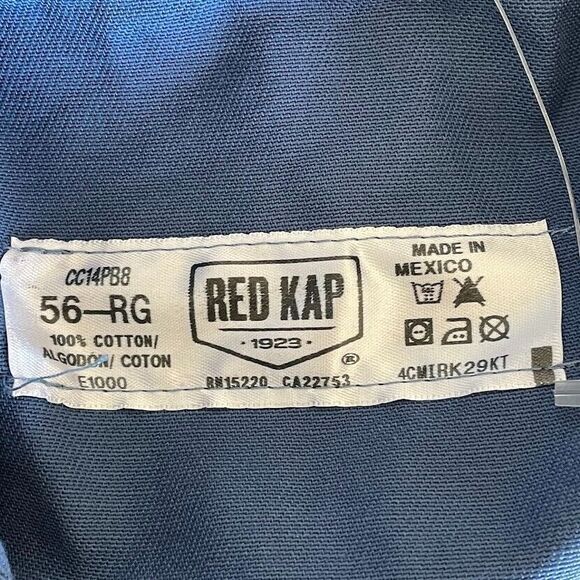 CC14PB8
56-RG
100% COTTON/
ALGODON/ COTON
E1000
RED KAP
· 1923 ·
®
RN15220 CA22753
MADE IN
MEXICO
4CMIRK29KT